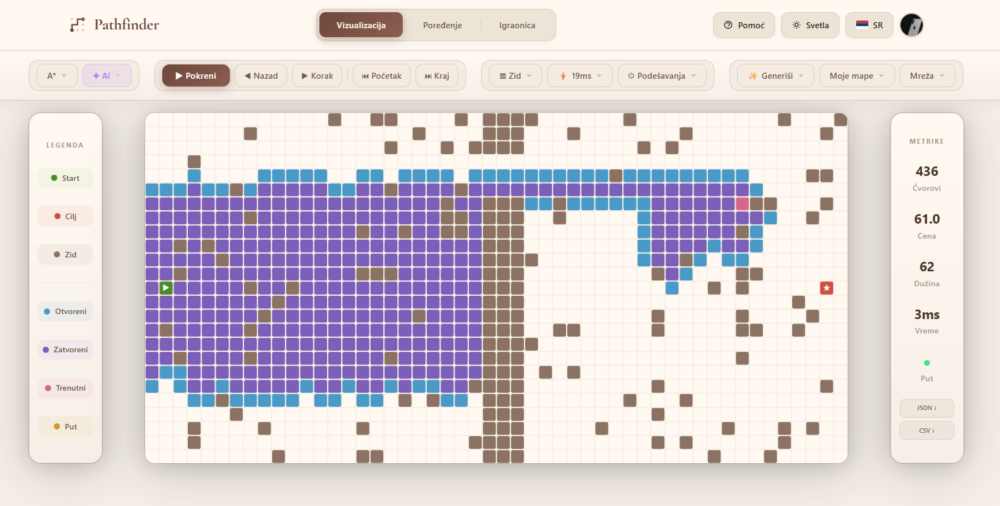 Pathfinder
Vizualizacija
Poređenje
Igraonica
Pomoć
Svetla
SR
A*
AI
Pokreni
Nazad
Korak
Početak
Kraj
Zid
19ms
Podešavanja
Generiši
Moje mape
Mreža
LEGENDA
Start
Cilj
Zid
Otvoreni
Zatvoreni
Trenutni
Put
METRIKE
436
Čvorovi
61.0
Cena
62
Dužina
3ms
Vreme
Put
JSON ↓
CSV ↓